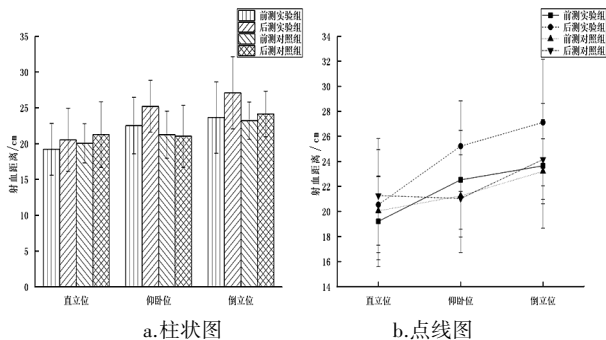 前测实验组
后测实验组
前测对照组
后测对照组
射血距离/cm
35
30
25
20
15
10
5
0
直立位
仰卧位
倒立位
a.柱状图
前测实验组
后测实验组
前测对照组
后测对照组
射血距离/cm
34
32
30
28
26
24
22
20
18
16
14
直立位
仰卧位
倒立位
b.点线图